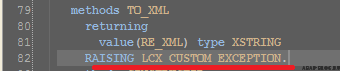 79 methods TO_XML
80 returning
81 value(RE_XML) type XSTRING
82 RAISING LCX_CUSTOM_EXCEPTION.